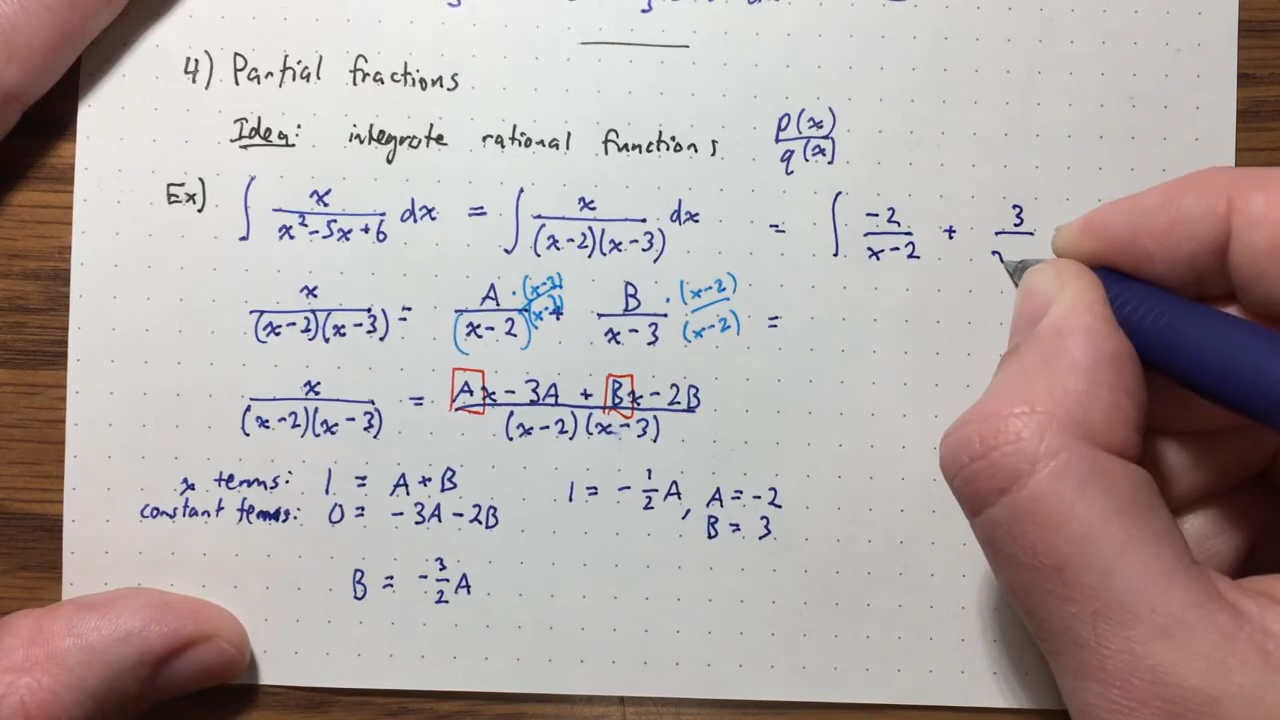 4) Partial fractions
Idea: integrate rational functions p(x)/q(x)
Ex) ∫ x/(x²-5x+6) dx = ∫ x/((x-2)(x-3)) dx = ∫ -2/(x-2) + 3/
x/((x-2)(x-3)) = A/(x-2) · (x-3)/(x-3) + B/(x-3) · (x-2)/(x-2) =
x/((x-2)(x-3)) = (Ax-3A+Bx-2B)/((x-2)(x-3))
x terms: 1 = A+B 1 = -1/2 A, A=-2
constant terms: 0 = -3A-2B B=3
B = -3/2 A